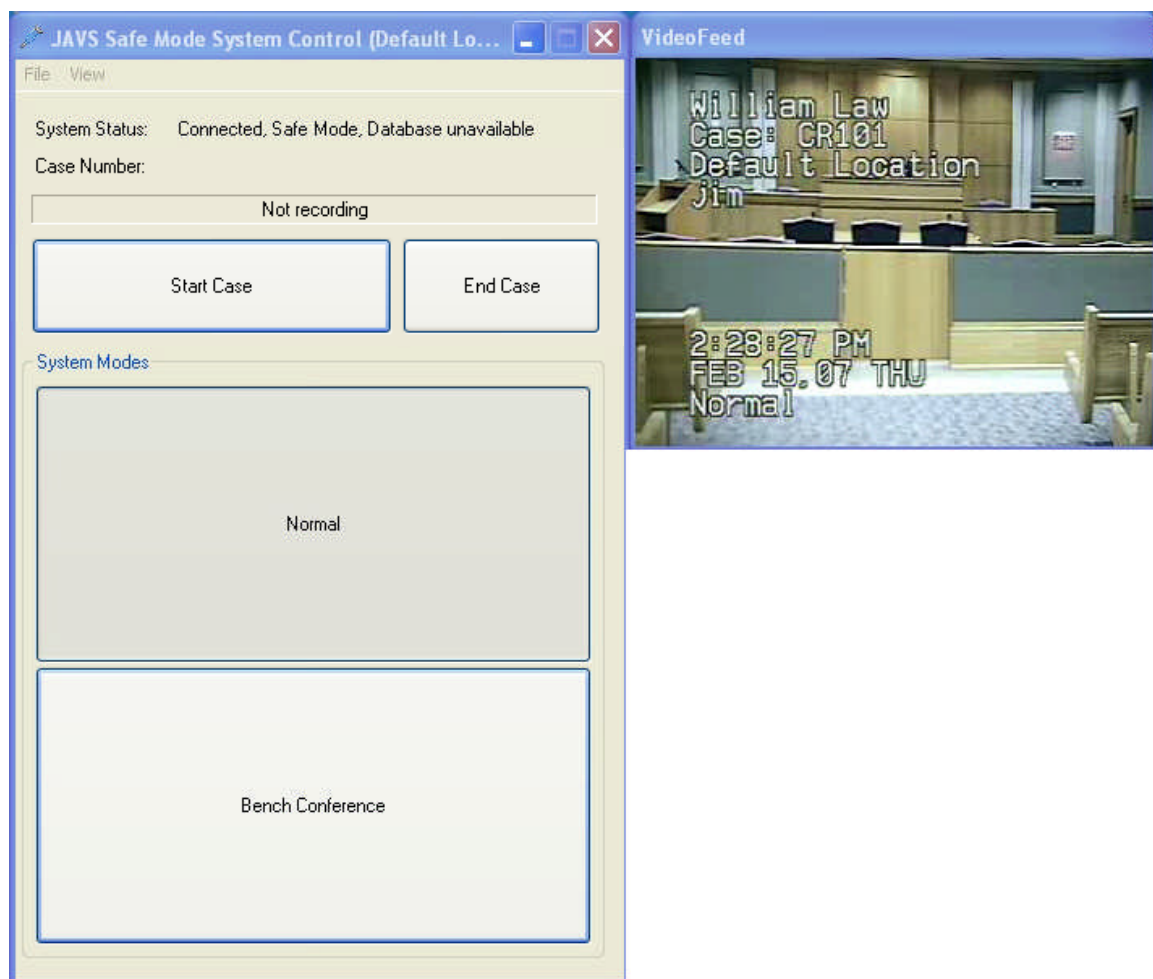 JAVS Safe Mode System Control (Default Lo...
File View
System Status: Connected, Safe Mode, Database unavailable
Case Number:
Not recording
Start Case End Case
System Modes
Normal
Bench Conference
VideoFeed
William Law
Case: CR101
Default Location
jim
2:28:27 PM
FEB 15,07 THU
Normal